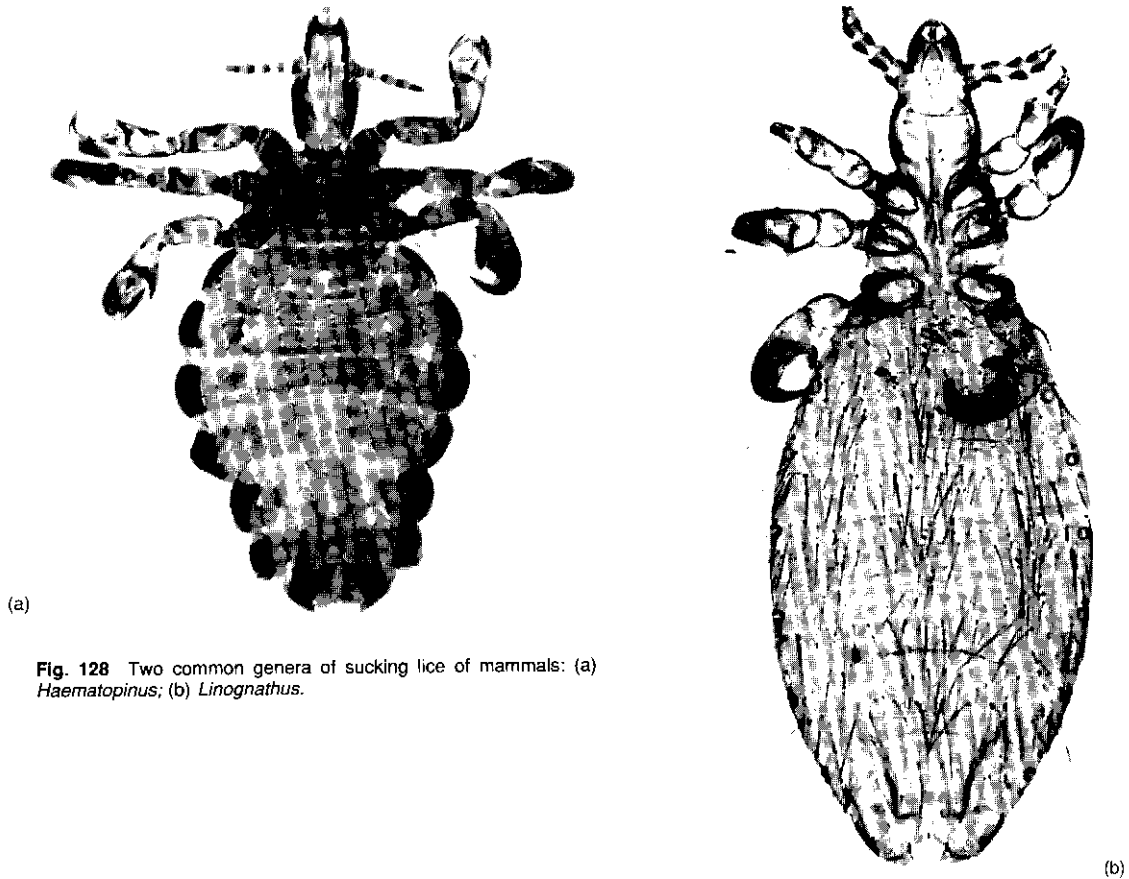 (a)
Fig. 128 Two common genera of sucking lice of mammals: (a)
Haematopinus; (b) Linognathus.
(b)